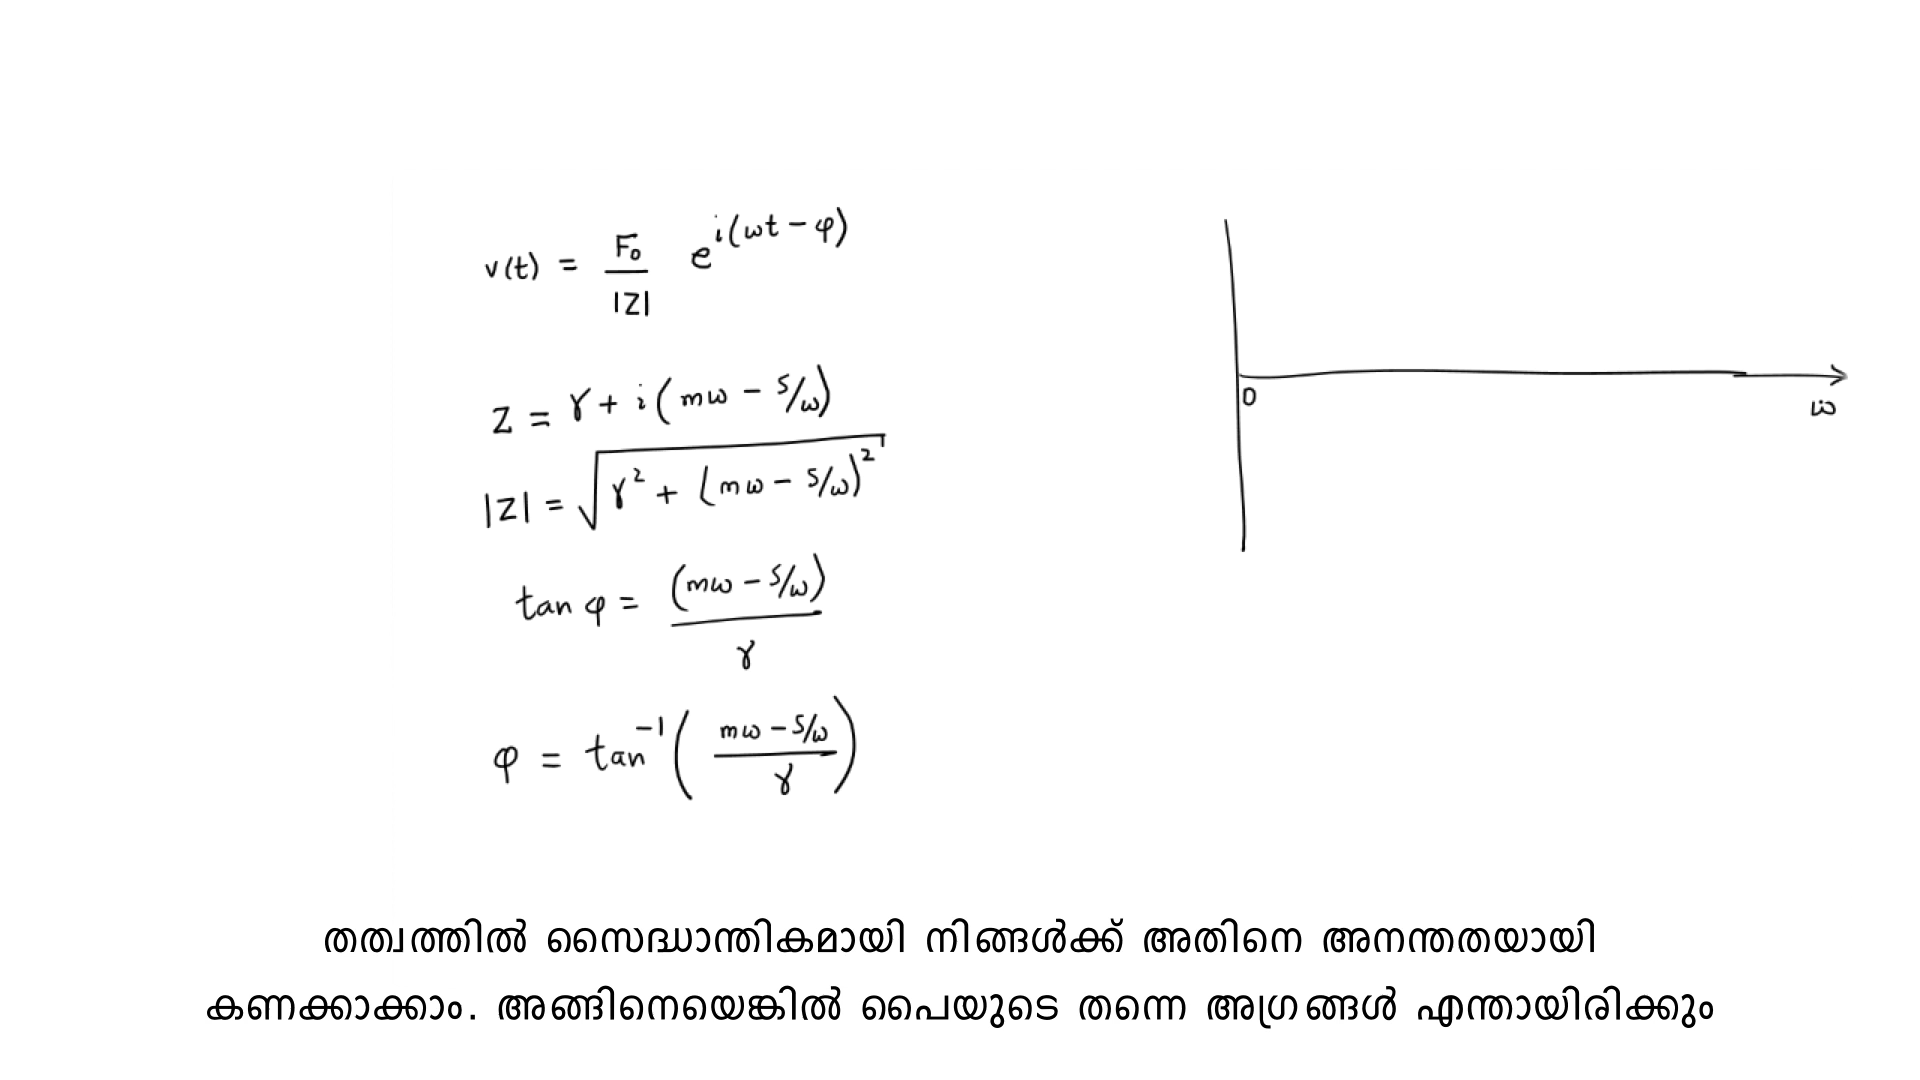 v(t) = F₀/|Z| e^{i(ωt − φ)}
Z = γ + i(mω − s/ω)
|Z| = √(γ² + (mω − s/ω)²)
tan φ = (mω − s/ω)/γ
φ = tan⁻¹((mω − s/ω)/γ)
0
ω
തത്വത്തിൽ സൈദ്ധാന്തികമായി നിങ്ങൾക്ക് അതിനെ അനന്തതയായി
കണക്കാക്കാം. അങ്ങിനെയെങ്കിൽ പൈയുടെ തന്നെ അഗ്രങ്ങൾ എന്തായിരിക്കും